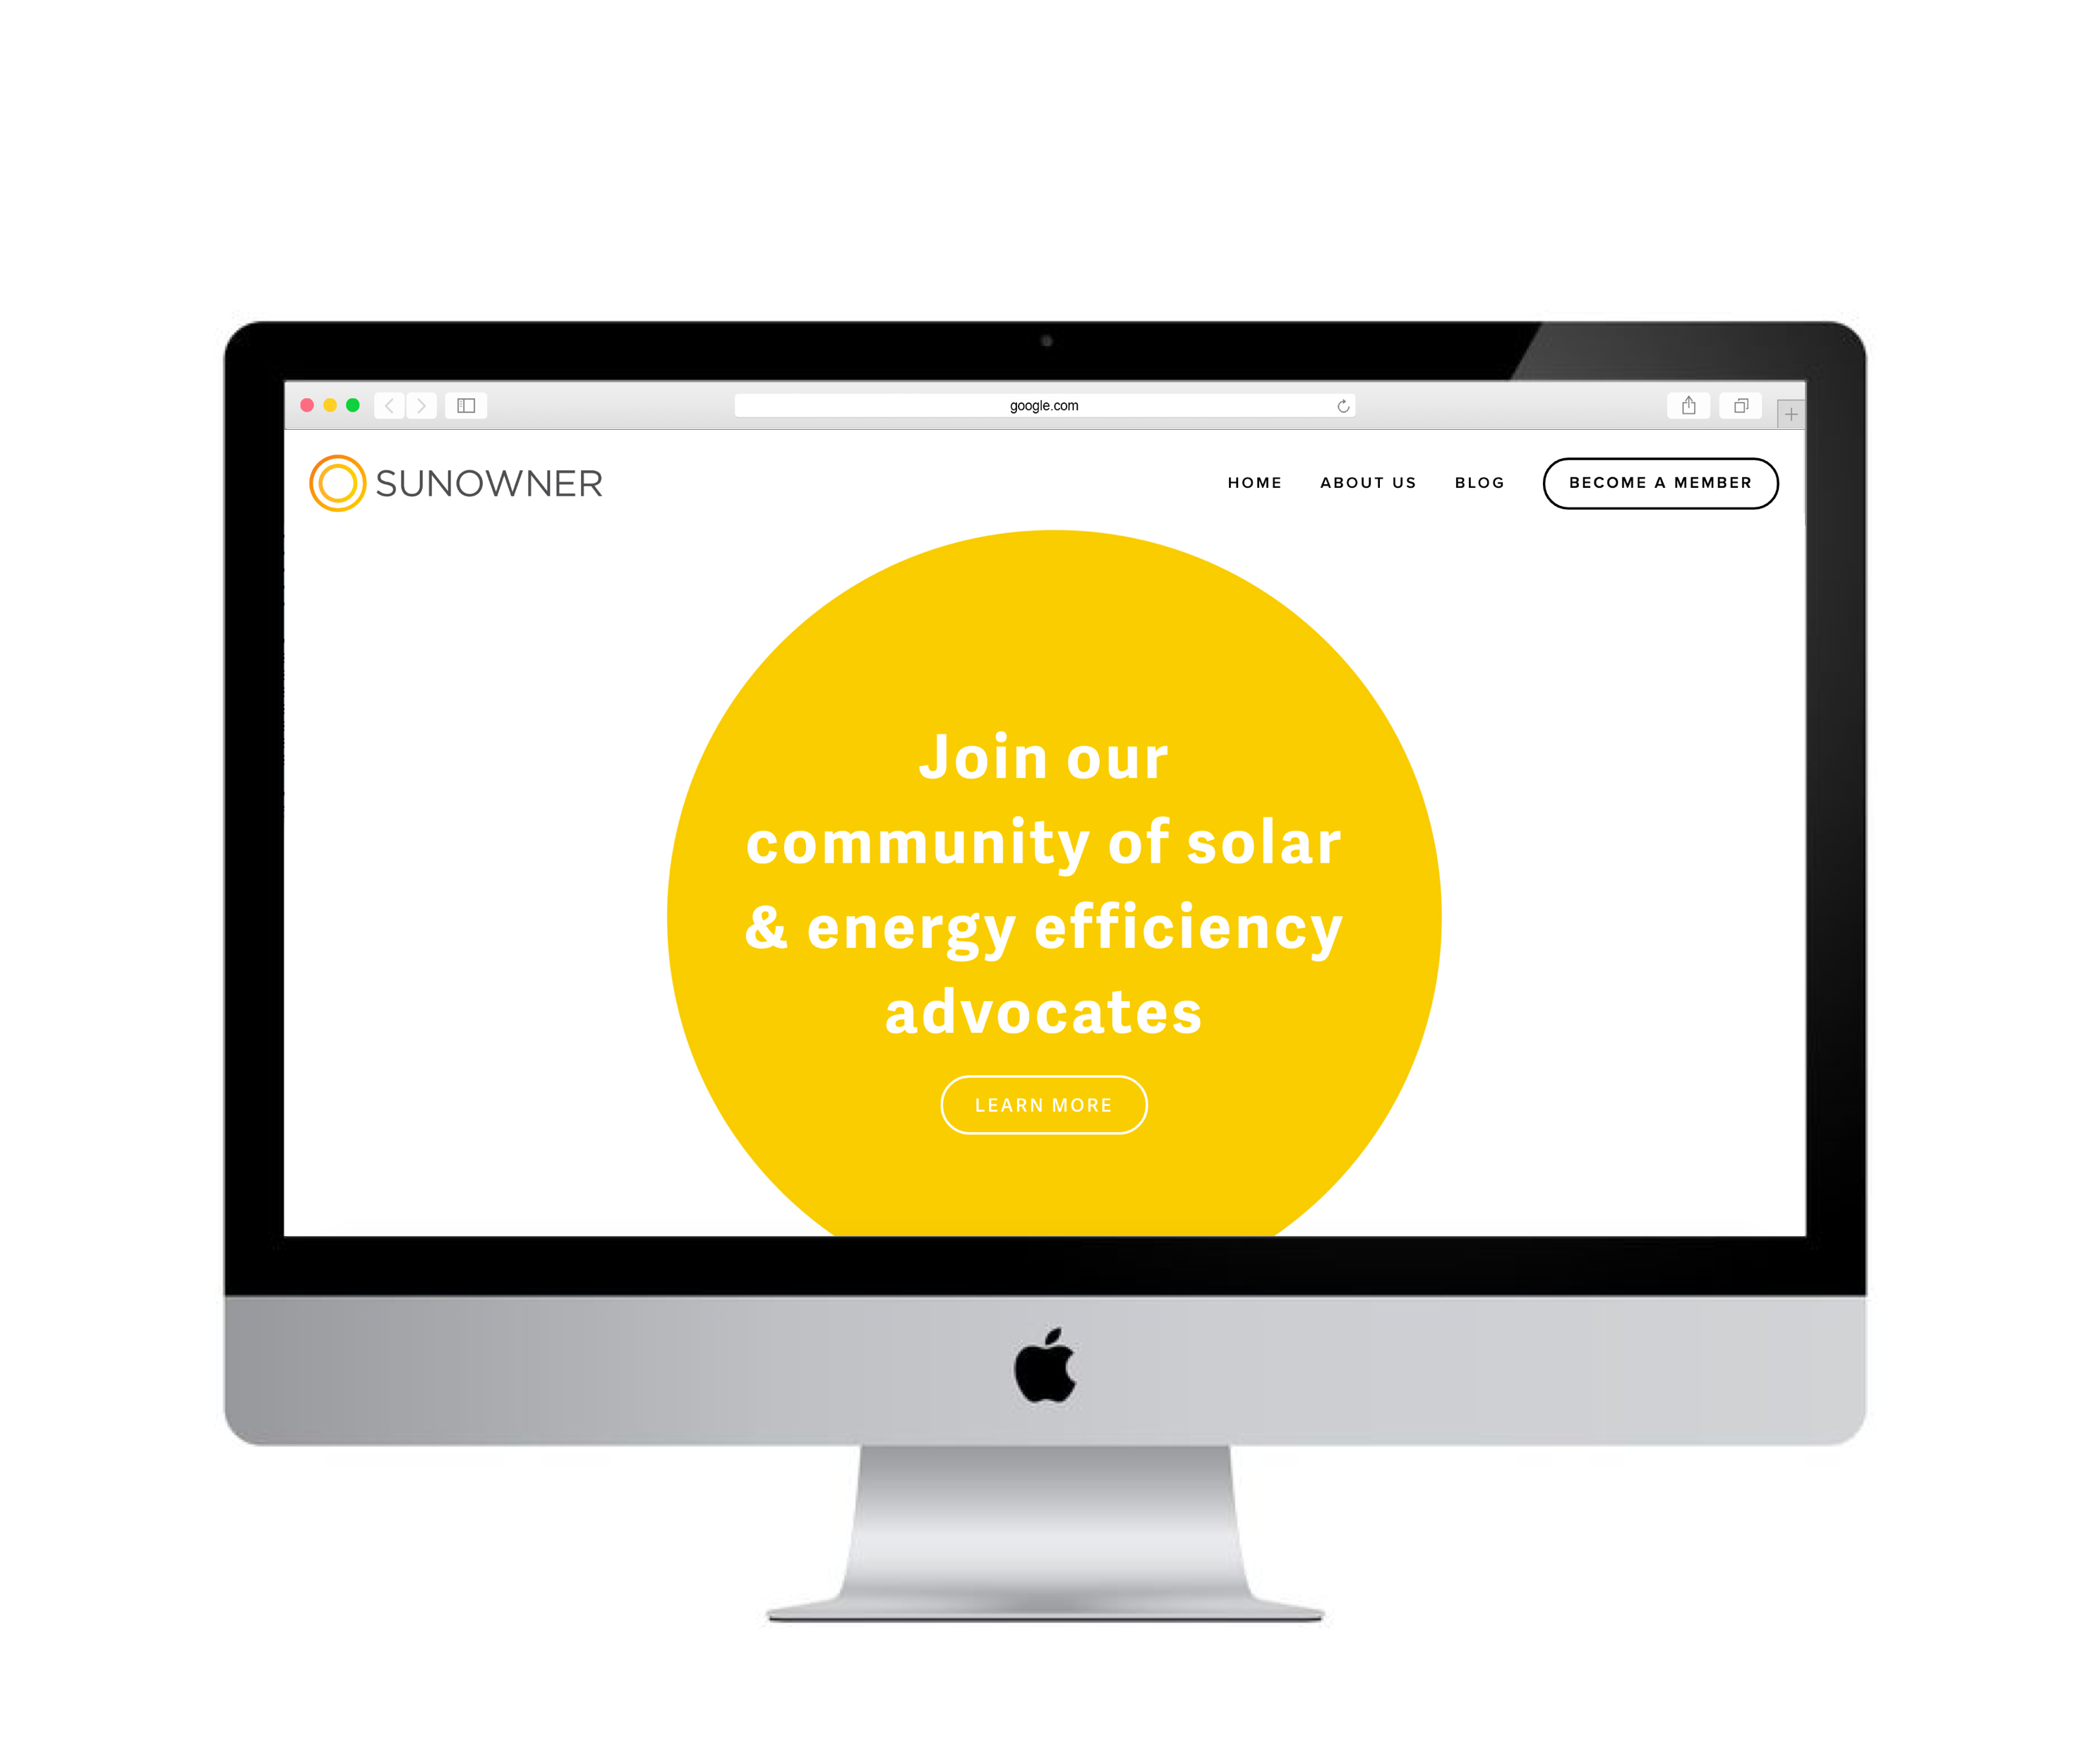 google.com
SUNOWNER
HOME ABOUT US BLOG BECOME A MEMBER
Join our
community of solar
& energy efficiency
advocates
LEARN MORE